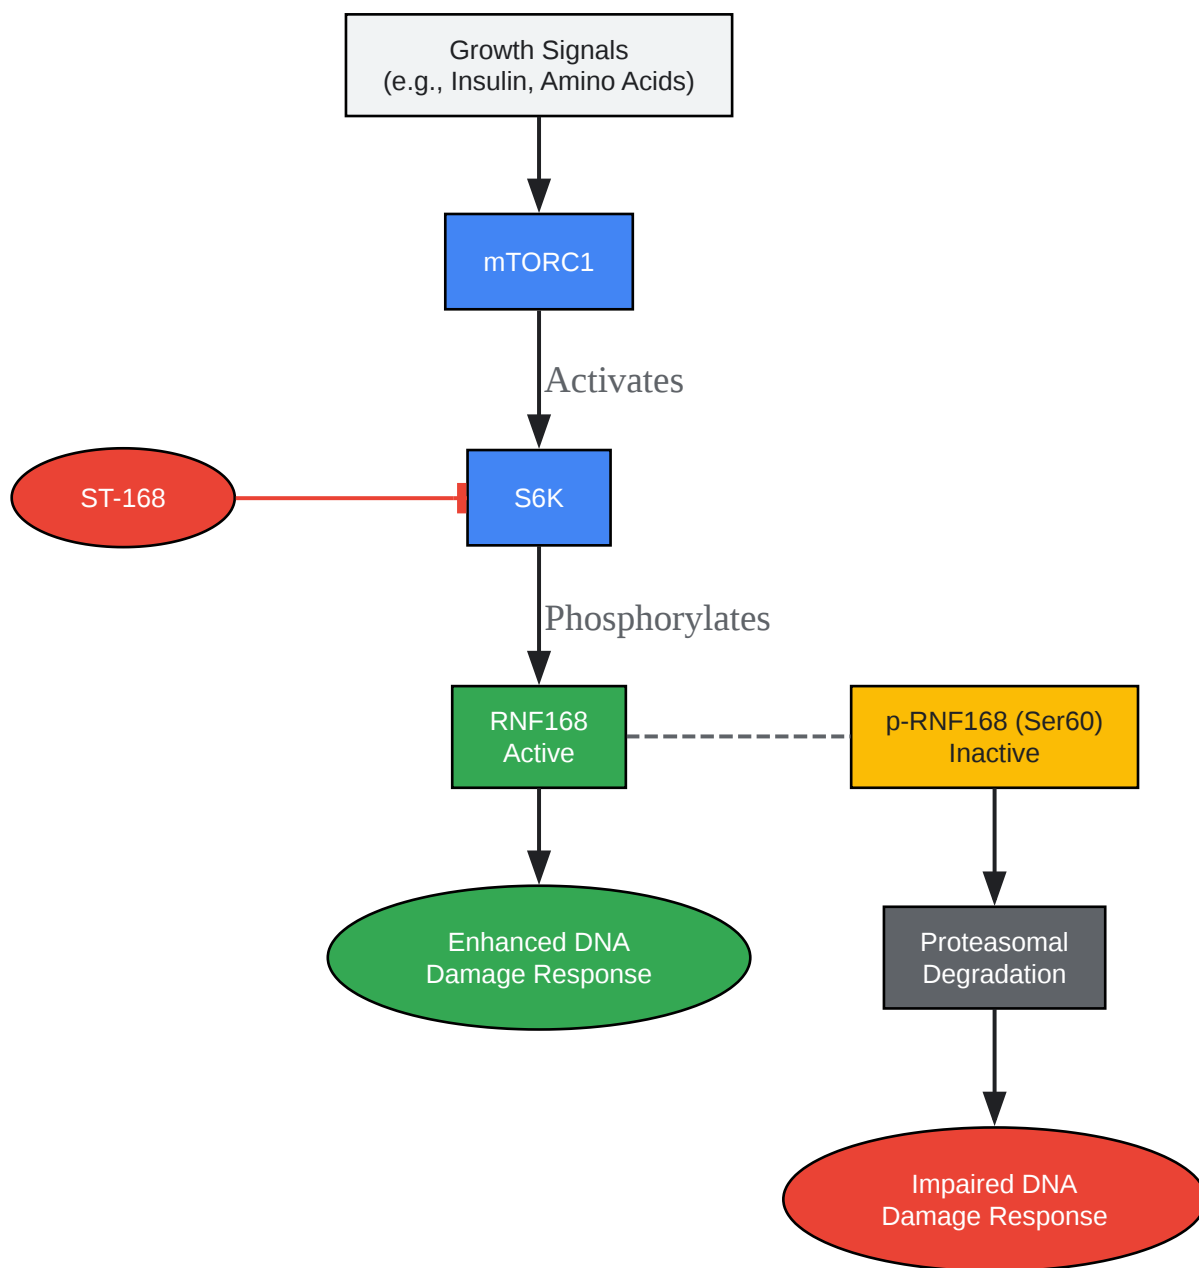 Growth Signals
(e.g., Insulin, Amino Acids)
mTORC1
Activates
ST-168
S6K
Phosphorylates
RNF168
Active
p-RNF168 (Ser60)
Inactive
Enhanced DNA
Damage Response
Proteasomal
Degradation
Impaired DNA
Damage Response